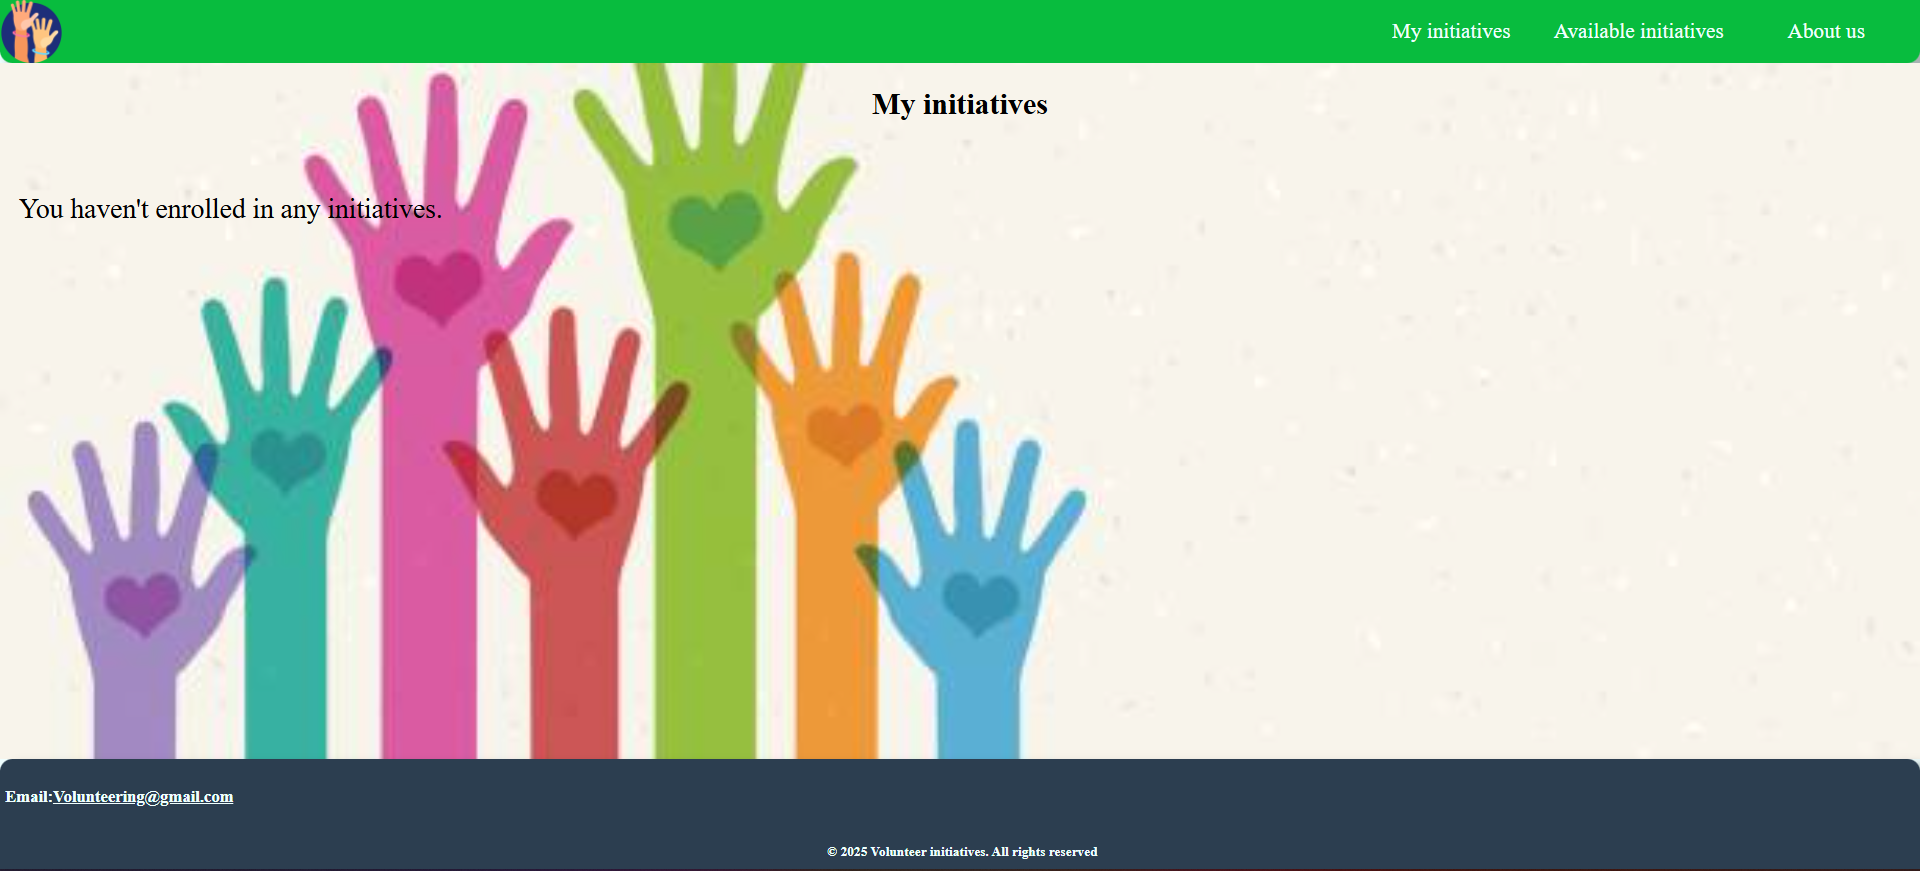 My initiatives Available initiatives About us
My initiatives
You haven't enrolled in any initiatives.
Email:Volunteering@gmail.com
© 2025 Volunteer initiatives. All rights reserved